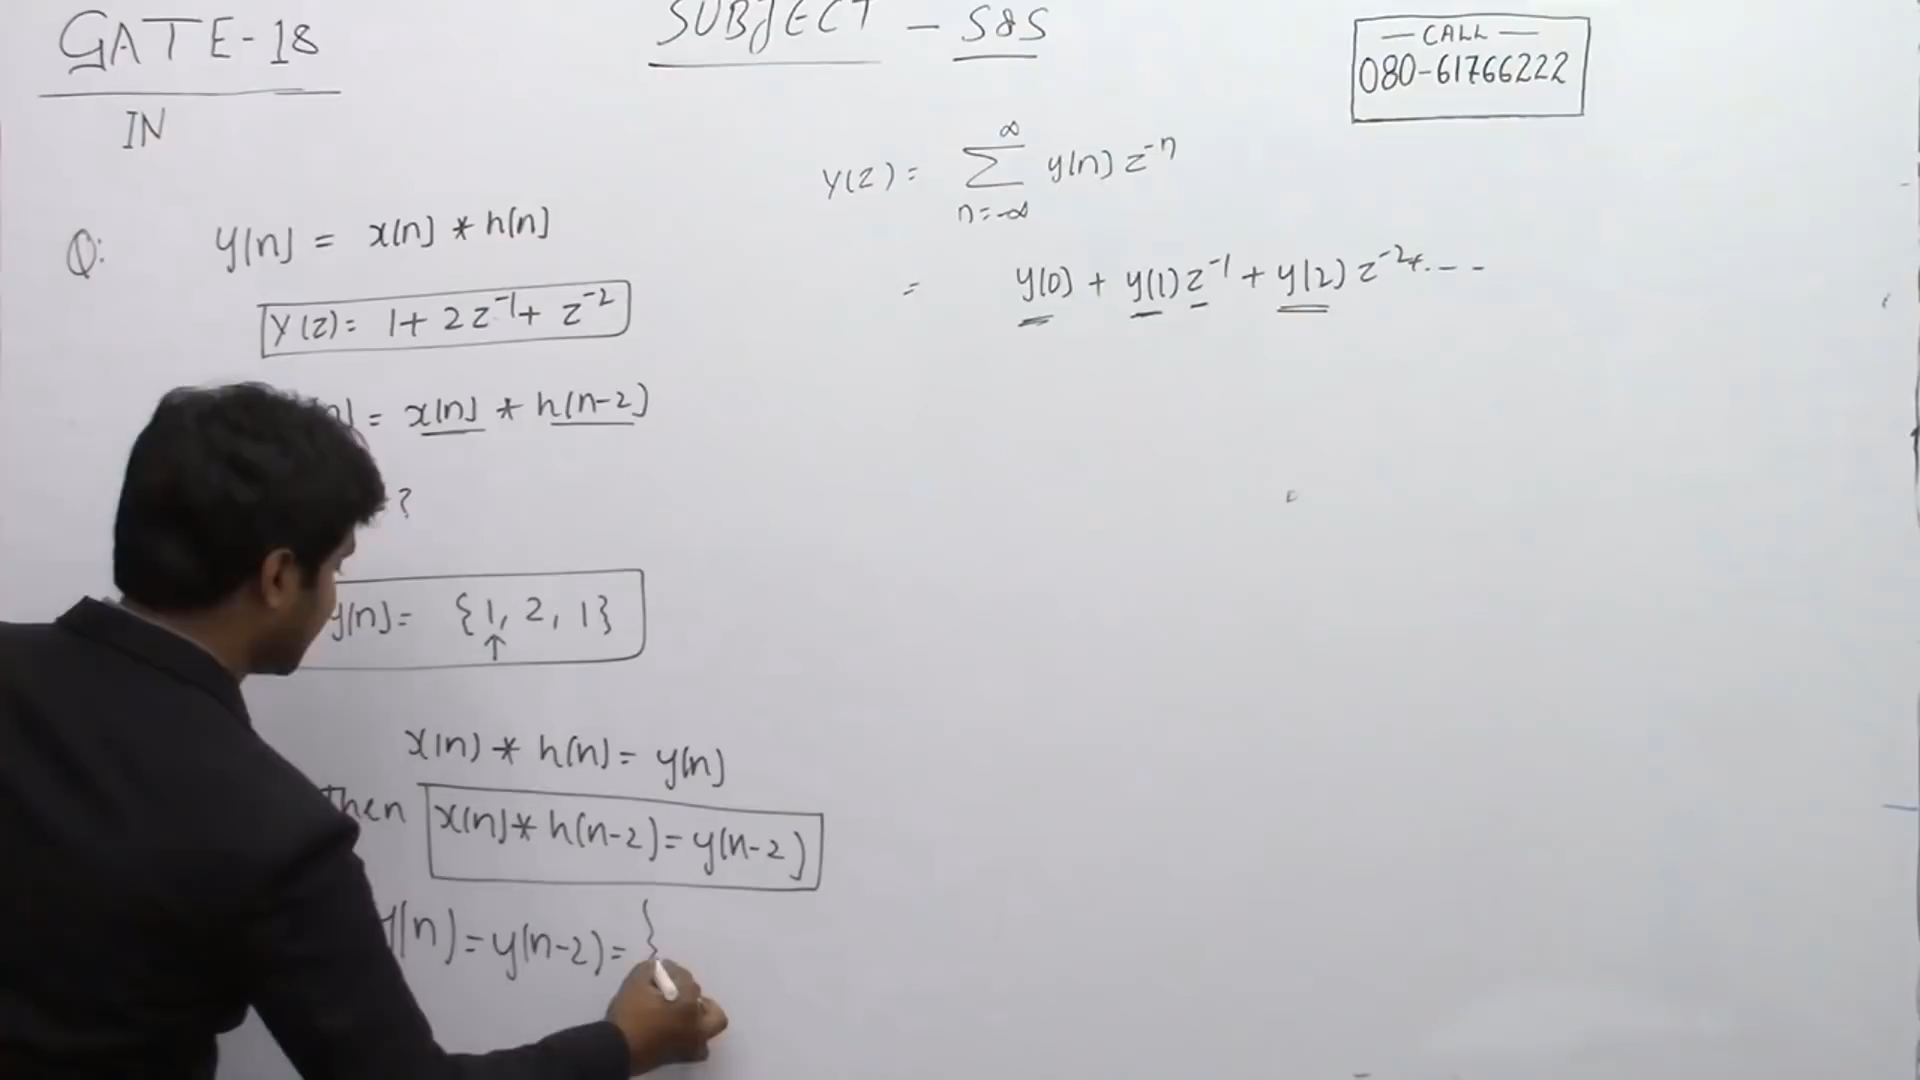 GATE-18
IN
SUBJECT - S&S
CALL
080-61766222
Q: y[n] = x[n] * h[n]
Y(z) = 1 + 2z⁻¹ + z⁻²
= x[n] * h(n-2)
?
y[n] = {1, 2, 1}
↑
x(n) * h(n) = y[n]
then x[n] * h(n-2) = y(n-2)
(n) = y(n-2) = {
Y(z) = ∞ Σ n=-∞ y(n) z⁻ⁿ
= y(0) + y(1) z⁻¹ + y(2) z⁻² + ...